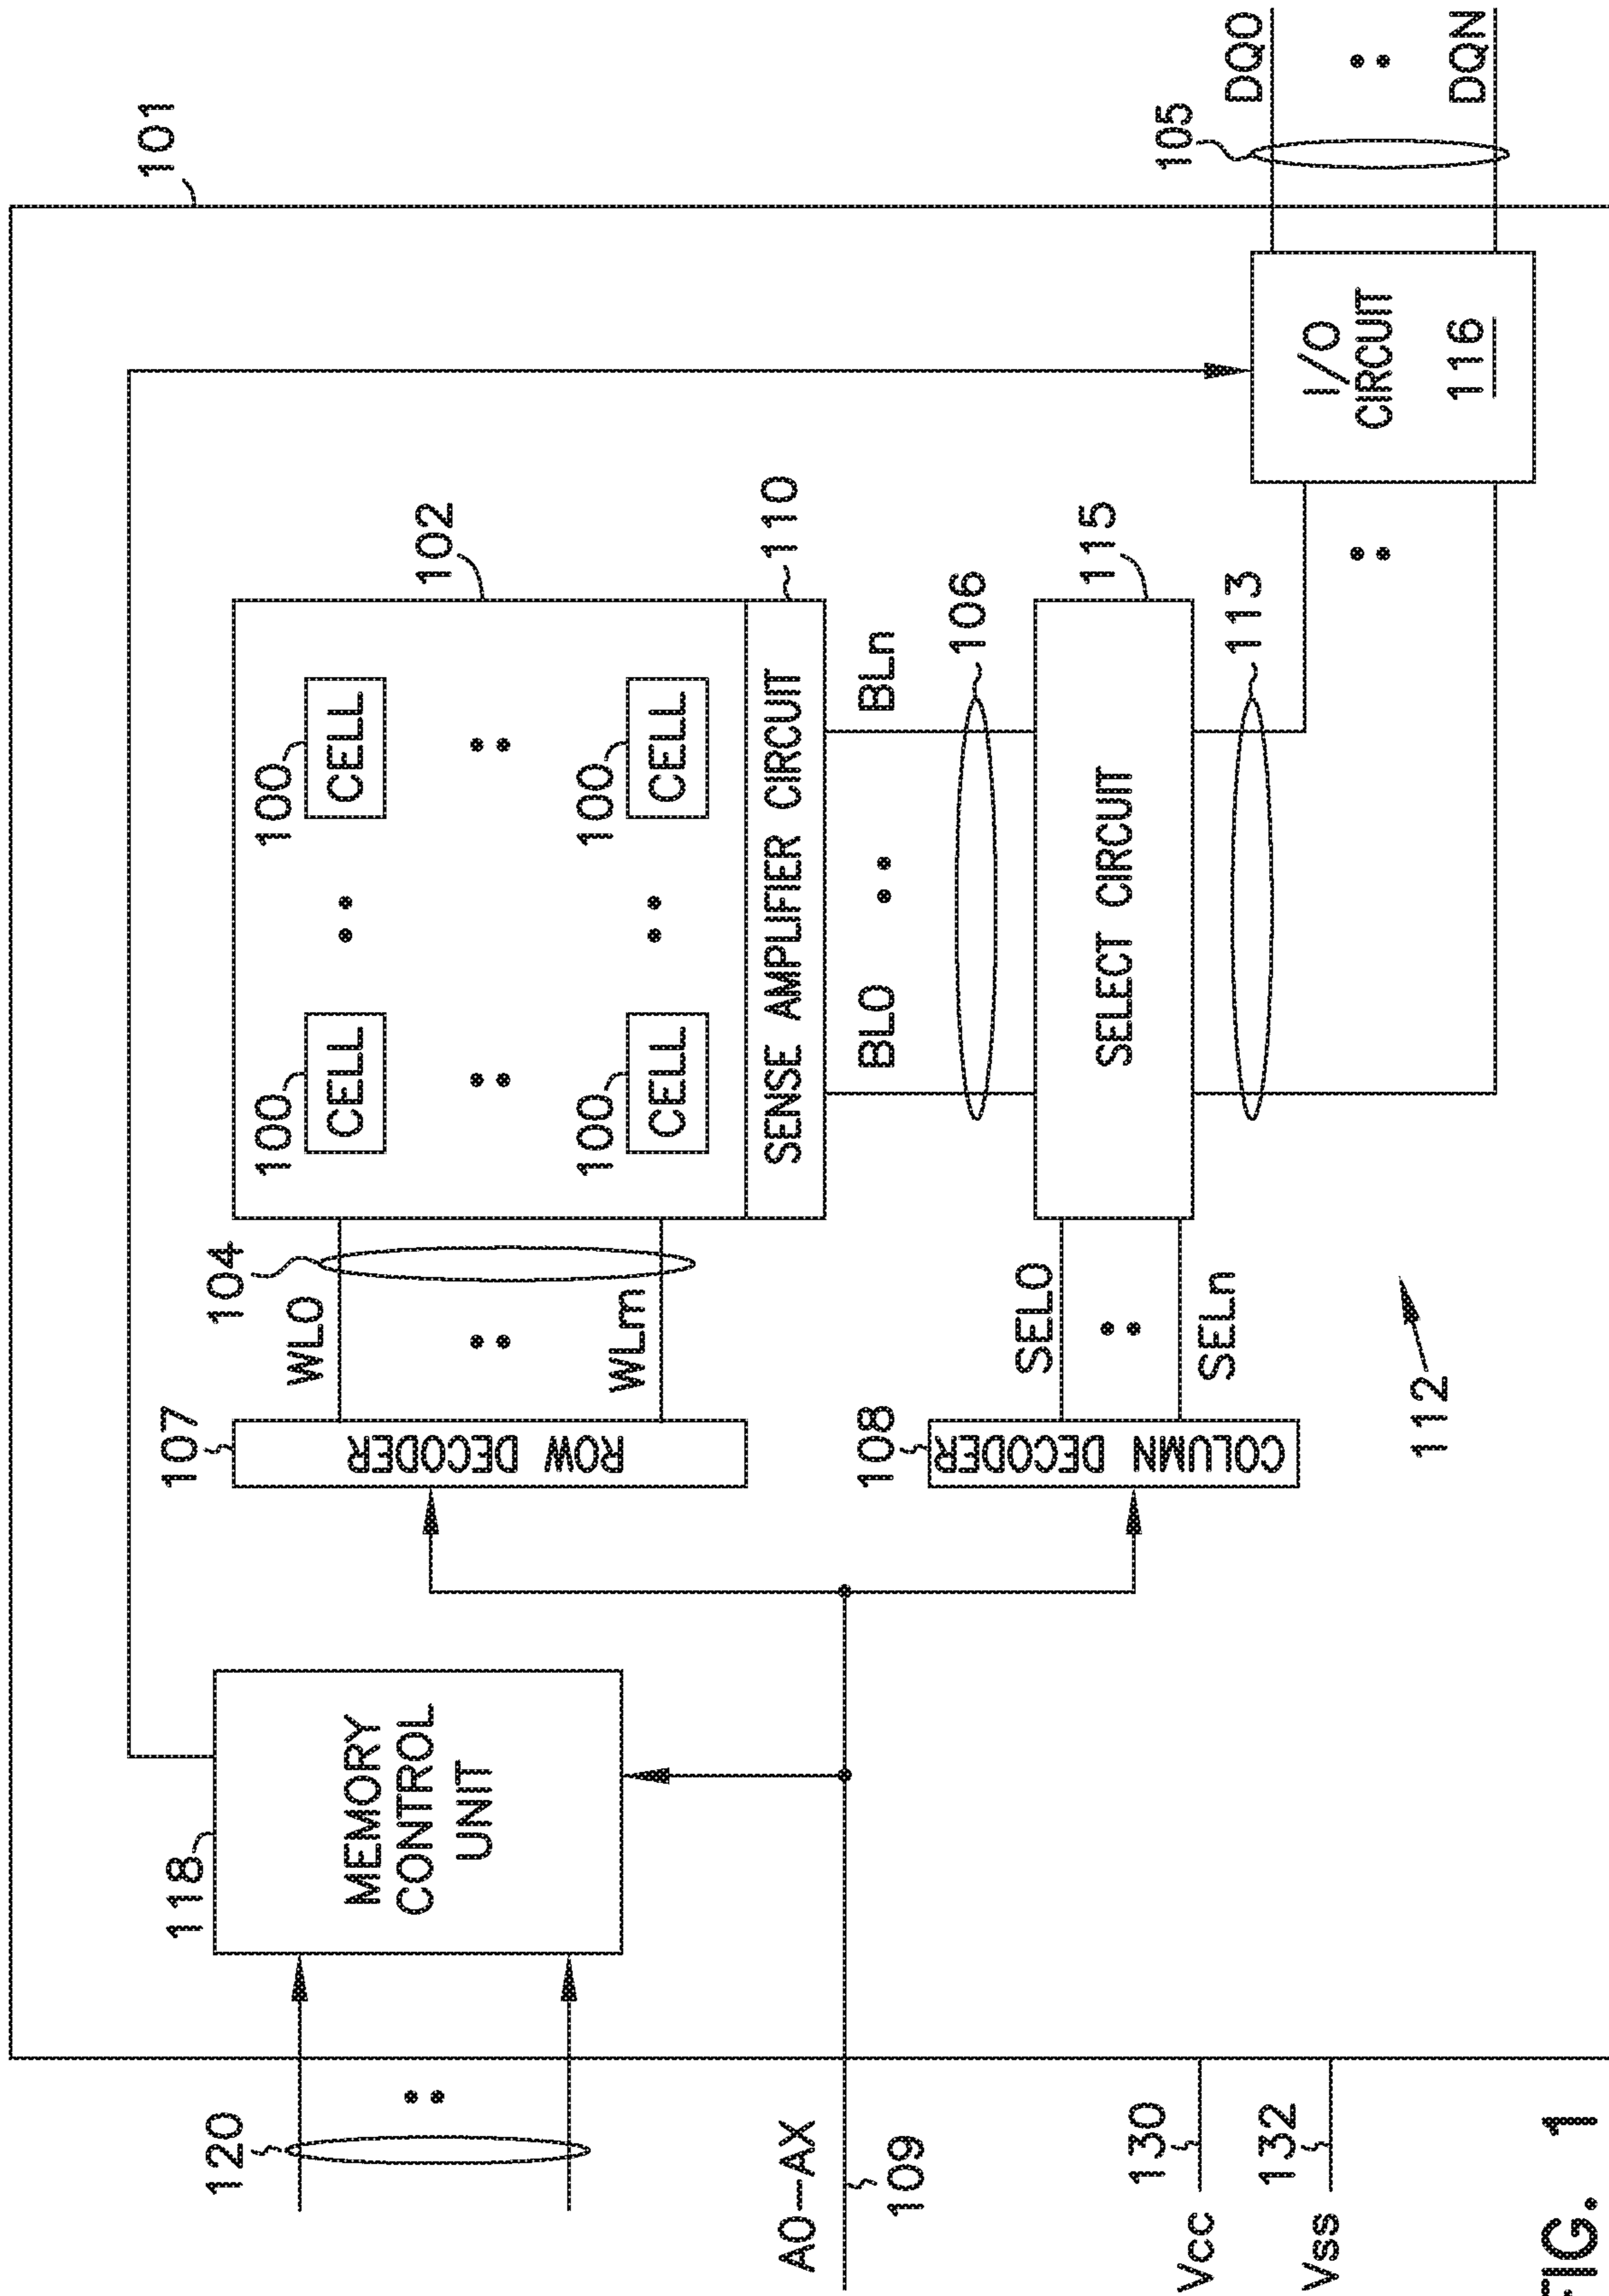 101
118
MEMORY
CONTROL
UNIT
120
107
ROW DECODER
104
WL0
WLm
102
100
CELL
100
CELL
100
CELL
100
CELL
SENSE AMPLIFIER CIRCUIT
110
A0–AX
109
BL0
BLn
106
108
COLUMN DECODER
SEL0
SELn
SELECT CIRCUIT
115
113
105
DQ0
DQN
I/O
CIRCUIT
116
Vcc
130
Vss
132
112
FIG. 1